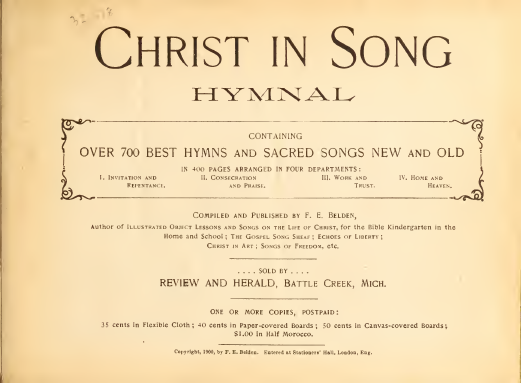 CHRIST IN SONG
HYMNAL
CONTAINING
OVER 700 BEST HYMNS AND SACRED SONGS NEW AND OLD
IN 400 PAGES ARRANGED IN FOUR DEPARTMENTS:
I. INVITATION AND REPENTANCE. II. CONSECRATION AND PRAISE. III. WORK AND TRUST. IV. HOME AND HEAVEN.
COMPILED AND PUBLISHED BY F. E. BELDEN,
Author of ILLUSTRATED OBJECT LESSONS AND SONGS ON THE LIFE OF CHRIST, for the Bible Kindergarten in the
Home and School; THE GOSPEL SONG SHEAF; ECHOES OF LIBERTY;
CHRIST IN ART; SONGS OF FREEDOM, etc.
.... SOLD BY ....
REVIEW AND HERALD, BATTLE CREEK, MICH.
ONE OR MORE COPIES, POSTPAID:
35 cents in Flexible Cloth; 40 cents in Paper-covered Boards; 50 cents in Canvas-covered Boards;
$1.00 in Half Morocco.
Copyright, 1900, by F. E. Belden. Entered at Stationers' Hall, London, Eng.